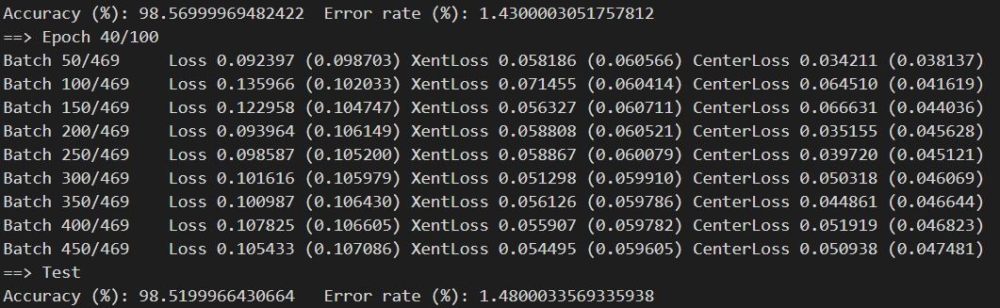 Accuracy (%): 98.56999969482422  Error rate (%): 1.4300003051757812
==> Epoch 40/100
Batch 50/469     Loss 0.092397 (0.098703) XentLoss 0.058186 (0.060566) CenterLoss 0.034211 (0.038137)
Batch 100/469    Loss 0.135966 (0.102033) XentLoss 0.071455 (0.060414) CenterLoss 0.064510 (0.041619)
Batch 150/469    Loss 0.122958 (0.104747) XentLoss 0.056327 (0.060711) CenterLoss 0.066631 (0.044036)
Batch 200/469    Loss 0.093964 (0.106149) XentLoss 0.058808 (0.060521) CenterLoss 0.035155 (0.045628)
Batch 250/469    Loss 0.098587 (0.105200) XentLoss 0.058867 (0.060079) CenterLoss 0.039720 (0.045121)
Batch 300/469    Loss 0.101616 (0.105979) XentLoss 0.051298 (0.059910) CenterLoss 0.050318 (0.046069)
Batch 350/469    Loss 0.100987 (0.106430) XentLoss 0.056126 (0.059786) CenterLoss 0.044861 (0.046644)
Batch 400/469    Loss 0.107825 (0.106605) XentLoss 0.055907 (0.059782) CenterLoss 0.051919 (0.046823)
Batch 450/469    Loss 0.105433 (0.107086) XentLoss 0.054495 (0.059605) CenterLoss 0.050938 (0.047481)
==> Test
Accuracy (%): 98.5199966430664   Error rate (%): 1.4800033569335938